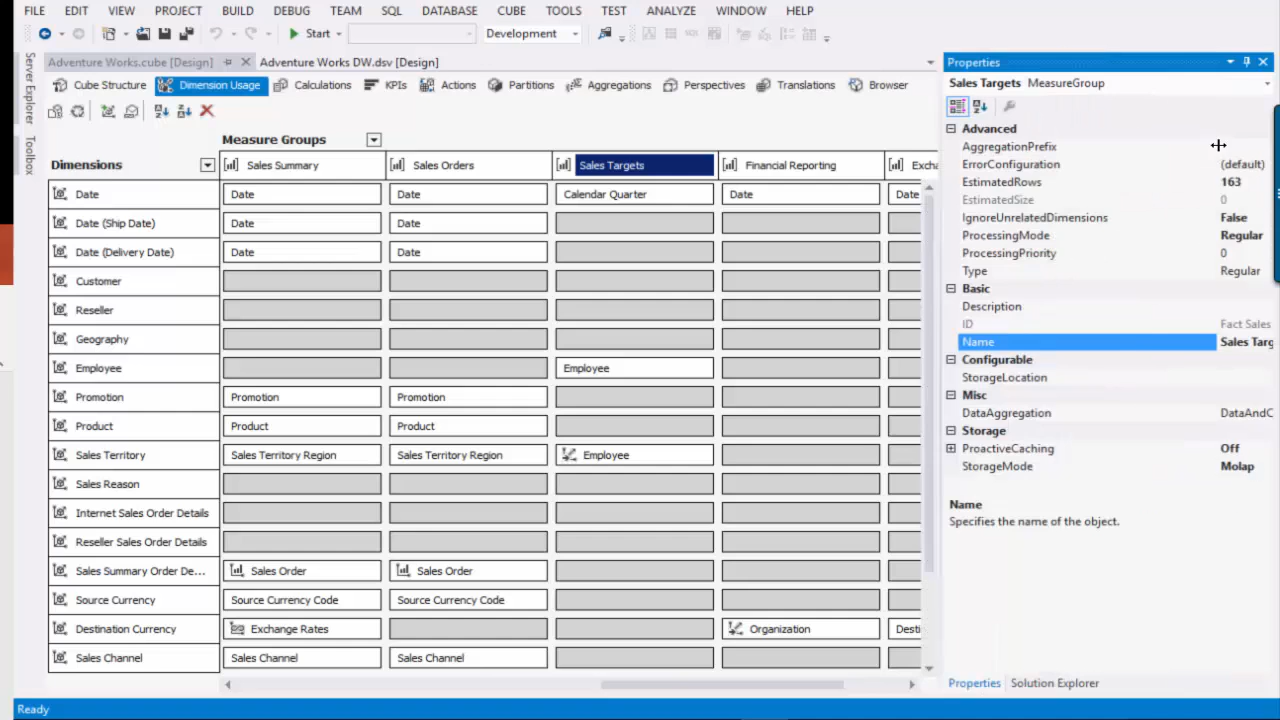 FILE EDIT VIEW PROJECT BUILD DEBUG TEAM SQL DATABASE CUBE TOOLS TEST ANALYZE WINDOW HELP
Start Development
Server Explorer
Toolbox
Adventure Works.cube [Design] Adventure Works DW.dsv [Design]
Cube Structure Dimension Usage Calculations KPIs Actions Partitions Aggregations Perspectives Translations Browser
Measure Groups
Dimensions Sales Summary Sales Orders Sales Targets Financial Reporting Excha
Date Date Date Calendar Quarter Date Date
Date (Ship Date) Date Date
Date (Delivery Date) Date Date
Customer
Reseller
Geography
Employee Employee
Promotion Promotion Promotion
Product Product Product
Sales Territory Sales Territory Region Sales Territory Region Employee
Sales Reason
Internet Sales Order Details
Reseller Sales Order Details
Sales Summary Order De... Sales Order Sales Order
Source Currency Source Currency Code Source Currency Code
Destination Currency Exchange Rates Organization Desti
Sales Channel Sales Channel Sales Channel
Properties
Sales Targets MeasureGroup
Advanced
AggregationPrefix
ErrorConfiguration (default)
EstimatedRows 163
EstimatedSize 0
IgnoreUnrelatedDimensions False
ProcessingMode Regular
ProcessingPriority 0
Type Regular
Basic
Description
ID Fact Sales
Name Sales Targ
Configurable
StorageLocation
Misc
DataAggregation DataAndC
Storage
ProactiveCaching Off
StorageMode Molap
Name
Specifies the name of the object.
Properties Solution Explorer
Ready